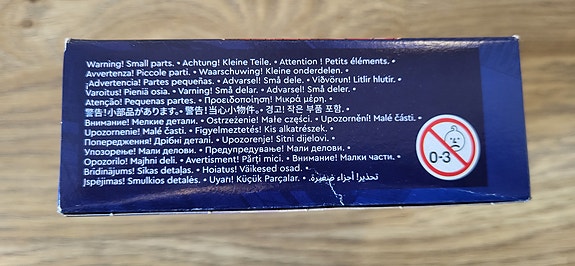 Warning! Small parts. • Achtung! Kleine Teile. • Attention ! Petits éléments. •
Avvertenza! Piccole parti. • Waarschuwing! Kleine onderdelen. •
¡Advertencia! Partes pequeñas. • Advarsel! Små dele. • Viðvörun! Litlir hlutir. •
Varoitus! Pieniä osia. • Varning! Små delar. • Advarsel! Små deler. •
Atenção! Pequenas partes. • Προειδοποίηση! Μικρά μέρη. •
警告!小部品があります。• 警告!当心小物件。• 경고! 작은 부품 포함. •
Внимание! Мелкие детали. • Ostrzeżenie! Małe części. • Upozornění! Malé části. •
Upozornenie! Malé časti. • Figyelmeztetés! Kis alkatrészek. •
Попередження! Дрібні деталі. • Upozorenje! Sitni dijelovi. •
Упозорење! Мали делови. • Предупредување! Мали делови. •
Opozorilo! Majhni deli. • Avertisment! Părți mici. • Внимание! Малки части. •
Brīdinājums! Sīkas detaļas. • Hoiatus! Väikesed osad. •
Įspėjimas! Smulkios detalės. • Uyarı! Küçük Parçalar. • تحذير! أجزاء صغيرة.
0-3